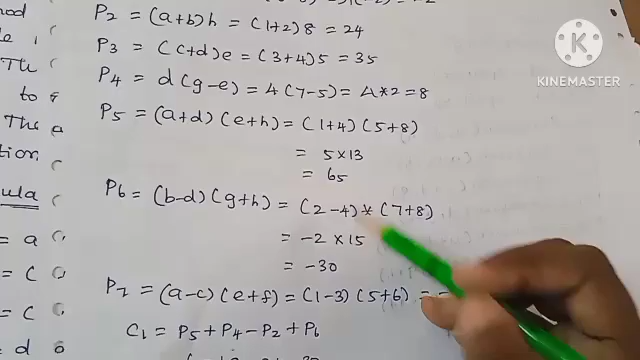 P2 = (a+b)h = (1+2)8 = 24
P3 = (c+d)e = (3+4)5 = 35
P4 = d(g-e) = 4(7-5) = 4*2 = 8
P5 = (a+d)(e+h) = (1+4)(5+8)
= 5×13
= 65
P6 = (b-d)(g+h) = (2-4)*(7+8)
= -2×15
= -30
P7 = (a-c)(e+f) = (1-3)(5+6) =
C1 = P5+P4-P2+P6
KINEMASTER